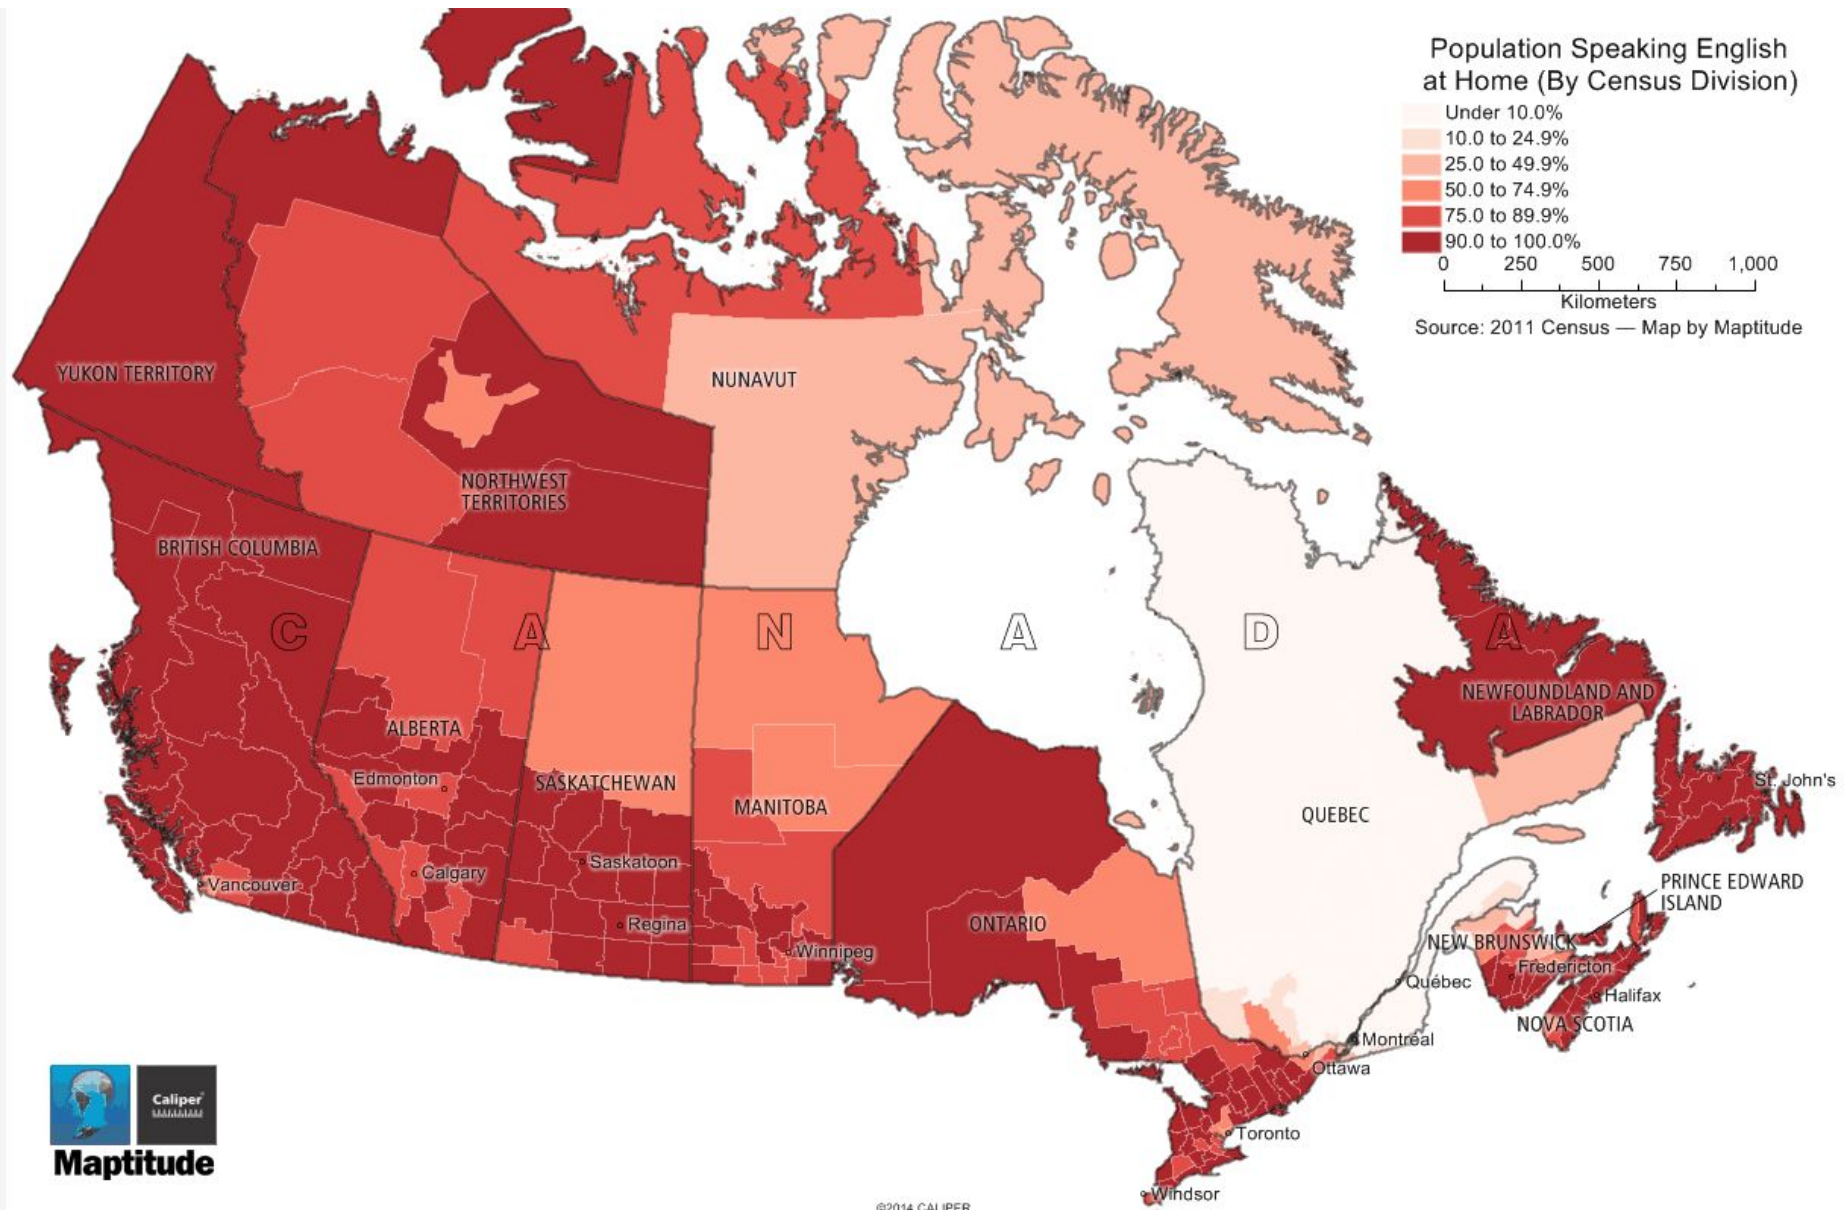 Population Speaking English
at Home (By Census Division)
Under 10.0%
10.0 to 24.9%
25.0 to 49.9%
50.0 to 74.9%
75.0 to 89.9%
90.0 to 100.0%
0 250 500 750 1,000
Kilometers
Source: 2011 Census — Map by Maptitude
YUKON TERRITORY
NUNAVUT
NORTHWEST
TERRITORIES
BRITISH COLUMBIA
C A N A D A
NEWFOUNDLAND AND
LABRADOR
ALBERTA
Edmonton
SASKATCHEWAN
MANITOBA
QUEBEC
St. John's
Saskatoon
Calgary
Vancouver
PRINCE EDWARD
ISLAND
Regina
ONTARIO
NEW BRUNSWICK
Winnipeg
Fredericton
Québec
Halifax
NOVA SCOTIA
Montréal
Ottawa
Caliper
Toronto
Maptitude
Windsor
©2014 CALIPER